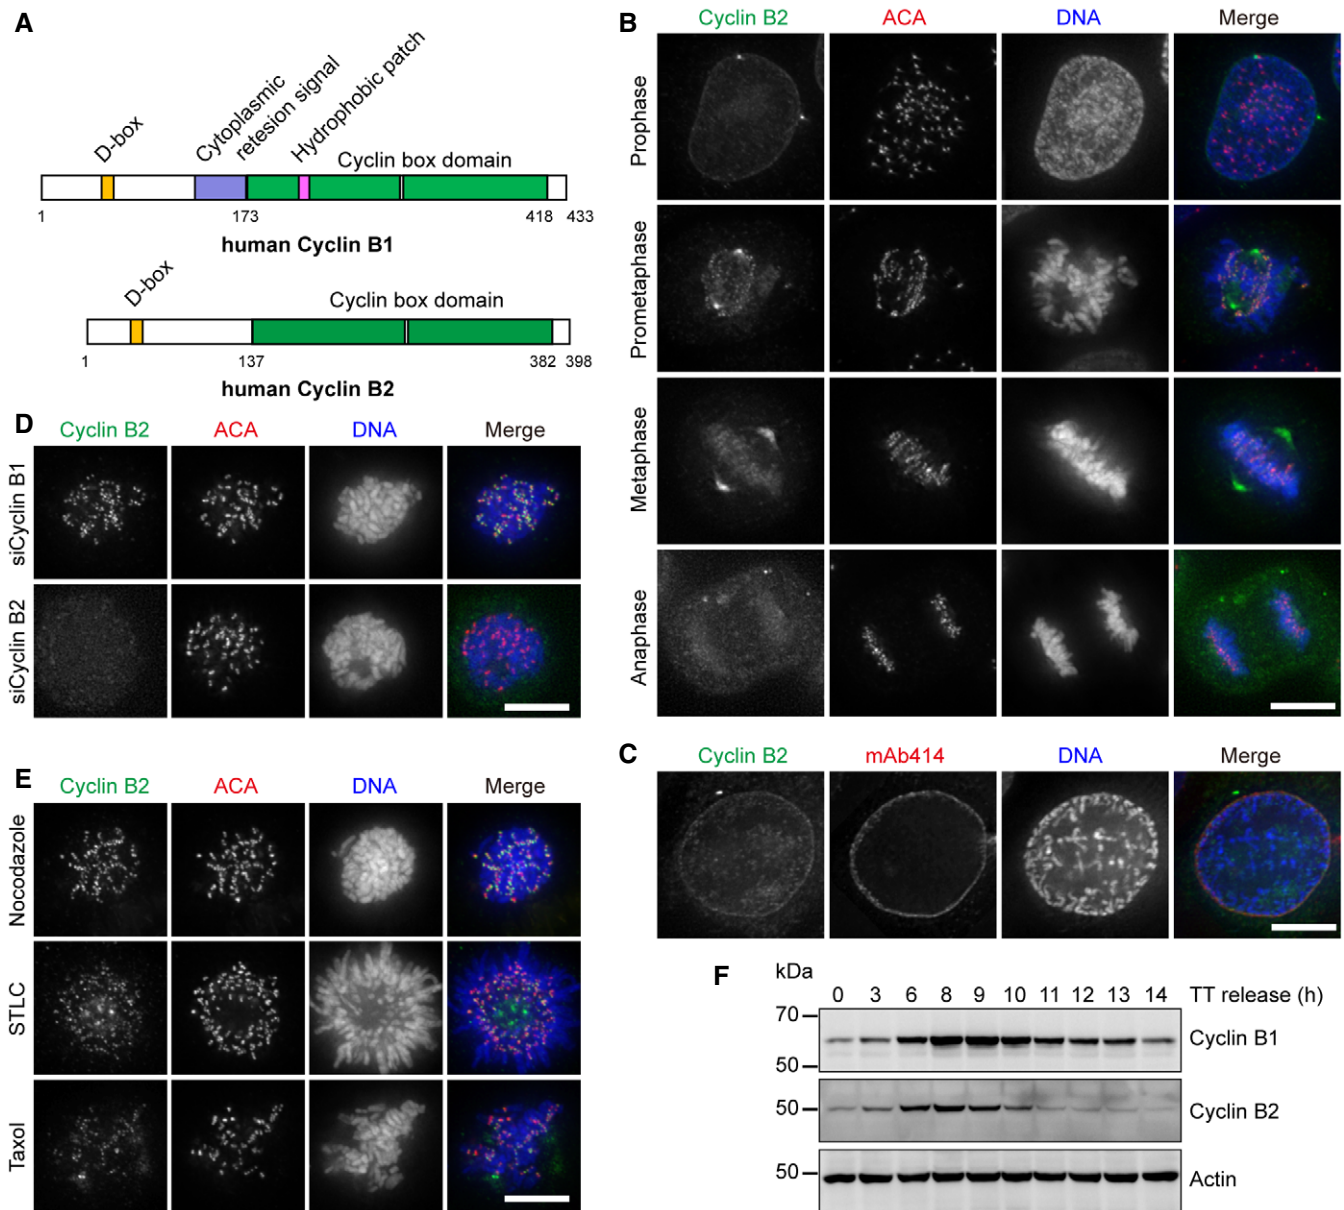 A
D-box
Cytoplasmic
retesion signal
Hydrophobic patch
Cyclin box domain
1 173 418 433
human Cyclin B1
D-box
Cyclin box domain
1 137 382 398
human Cyclin B2
B
Cyclin B2 ACA DNA Merge
Prophase
Prometaphase
Metaphase
Anaphase
C
Cyclin B2 mAb414 DNA Merge
D
Cyclin B2 ACA DNA Merge
siCyclin B1
siCyclin B2
E
Cyclin B2 ACA DNA Merge
Nocodazole
STLC
Taxol
F
kDa
0 3 6 8 9 10 11 12 13 14 TT release (h)
70
Cyclin B1
50
50 Cyclin B2
50 Actin